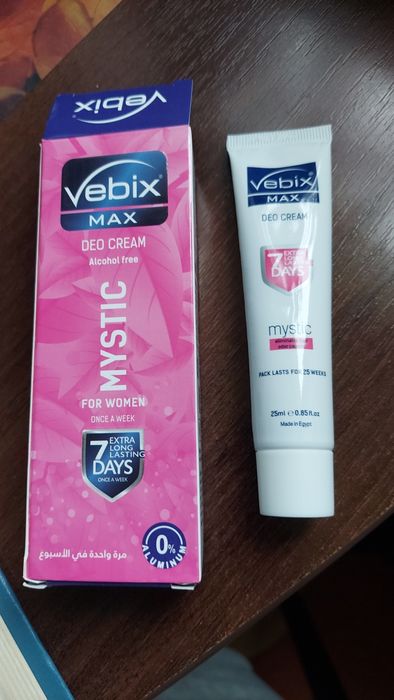 Vebix
Vebix
MAX
DEO CREAM
Alcohol free
MYSTIC
FOR WOMEN
ONCE A WEEK
7 EXTRA
LONG
LASTING
DAYS
ONCE A WEEK
0%
ALUMINUM
مرة واحدة في الأسبوع
Vebix
MAX
DEO CREAM
7 EXTRA
LONG
LASTING
DAYS
mystic
PACK LASTS FOR 25 WEEKS
25ml e 0.85 fl.oz
Made in Egypt